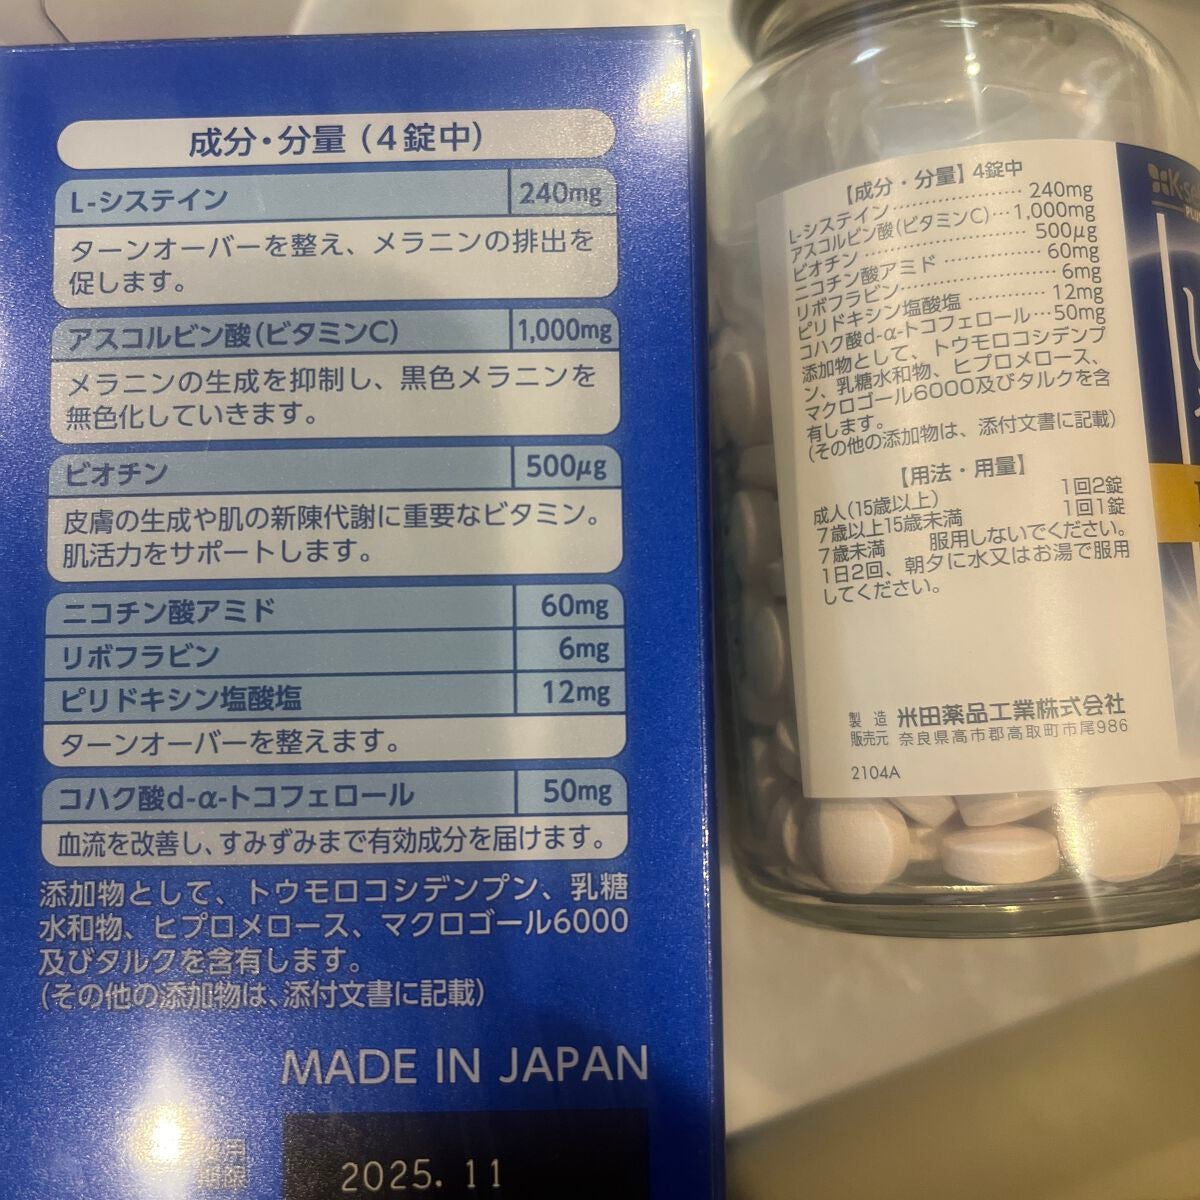 成分・分量(4錠中)
L-システイン 240mg
ターンオーバーを整え、メラニンの排出を
促します。
アスコルビン酸(ビタミンC) 1,000mg
メラニンの生成を抑制し、黒色メラニンを
無色化していきます。
ビオチン 500μg
皮膚の生成や肌の新陳代謝に重要なビタミン。
肌活力をサポートします。
ニコチン酸アミド 60mg
リボフラビン 6mg
ピリドキシン塩酸塩 12mg
ターンオーバーを整えます。
コハク酸d-α-トコフェロール 50mg
血流を改善し、すみずみまで有効成分を届けます。
添加物として、トウモロコシデンプン、乳糖
水和物、ヒプロメロース、マクロゴール6000
及びタルクを含有します。
(その他の添加物は、添付文書に記載)
MADE IN JAPAN
使用
期限
2025.11
【成分・分量】4錠中
L-システイン 240mg
アスコルビン酸(ビタミンC) 1,000mg
ビオチン 500μg
ニコチン酸アミド 60mg
リボフラビン 6mg
ピリドキシン塩酸塩 12mg
コハク酸d-α-トコフェロール 50mg
添加物として、トウモロコシデンプ
ン、乳糖水和物、ヒプロメロース、
マクロゴール6000及びタルクを含
有します。
(その他の添加物は、添付文書に記載)
【用法・用量】
成人(15歳以上) 1回2錠
7歳以上15歳未満 1回1錠
7歳未満 服用しないでください。
1日2回、朝夕に水又はお湯で服用
してください。
製造
販売元
米田薬品工業株式会社
奈良県高市郡高取町市尾986
2104A